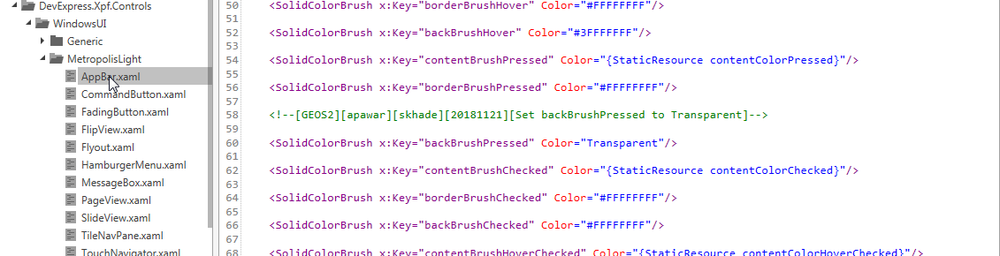 DevExpress.Xpf.Controls
WindowsUI
Generic
MetropolisLight
AppBar.xaml
CommandButton.xaml
FadingButton.xaml
FlipView.xaml
Flyout.xaml
HamburgerMenu.xaml
MessageBox.xaml
PageView.xaml
SlideView.xaml
TileNavPane.xaml
TouchNavigator.xaml
50 <SolidColorBrush x:Key="borderBrushHover" Color="#FFFFFFFF"/>
51
52 <SolidColorBrush x:Key="backBrushHover" Color="#3FFFFFFF"/>
53
54 <SolidColorBrush x:Key="contentBrushPressed" Color="{StaticResource contentColorPressed}"/>
55
56 <SolidColorBrush x:Key="borderBrushPressed" Color="#FFFFFFFF"/>
57
58 <!--[GEOS2][apawar][skhade][20181121][Set backBrushPressed to Transparent]-->
59
60 <SolidColorBrush x:Key="backBrushPressed" Color="Transparent"/>
61
62 <SolidColorBrush x:Key="contentBrushChecked" Color="{StaticResource contentColorChecked}"/>
63
64 <SolidColorBrush x:Key="borderBrushChecked" Color="#FFFFFFFF"/>
65
66 <SolidColorBrush x:Key="backBrushChecked" Color="#FFFFFFFF"/>
67
68 <SolidColorBrush x:Key="contentBrushHoverChecked" Color="{StaticResource contentColorHoverChecked}"/>